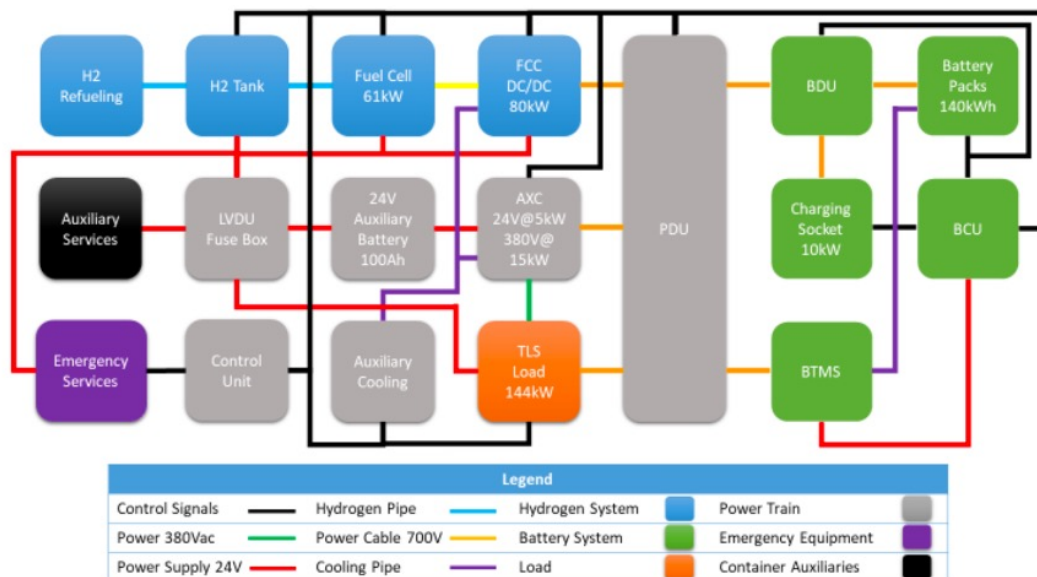 H2
Refueling
H2 Tank
Fuel Cell
61kW
FCC
DC/DC
80kW
BDU
Battery
Packs
140kWh
Auxiliary
Services
LVDU
Fuse Box
24V
Auxiliary
Battery
100Ah
AXC
24V@5kW
380V@
15kW
PDU
Charging
Socket
10kW
BCU
Emergency
Services
Control
Unit
Auxiliary
Cooling
TLS
Load
144kW
BTMS
Legend
Control Signals Hydrogen Pipe Hydrogen System Power Train
Power 380Vac Power Cable 700V Battery System Emergency Equipment
Power Supply 24V Cooling Pipe Load Container Auxiliaries